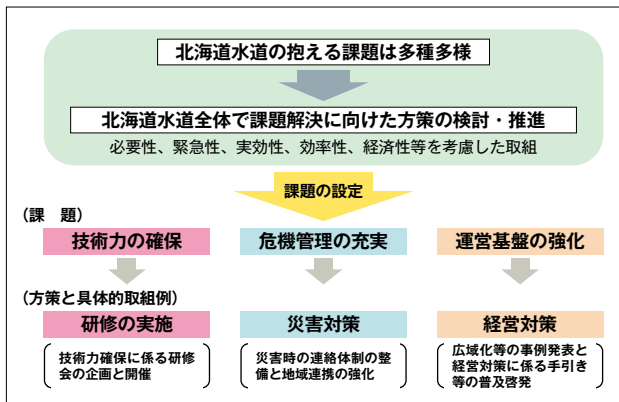 北海道水道の抱える課題は多種多様
北海道水道全体で課題解決に向けた方策の検討・推進
必要性、緊急性、実効性、効率性、経済性等を考慮した取組
課題の設定
（課　題）
技術力の確保
危機管理の充実
運営基盤の強化
（方策と具体的取組例）
研修の実施
災害対策
経営対策
技術力確保に係る研修
会の企画と開催
災害時の連絡体制の整
備と地域連携の強化
広域化等の事例発表と
経営対策に係る手引き
等の普及啓発